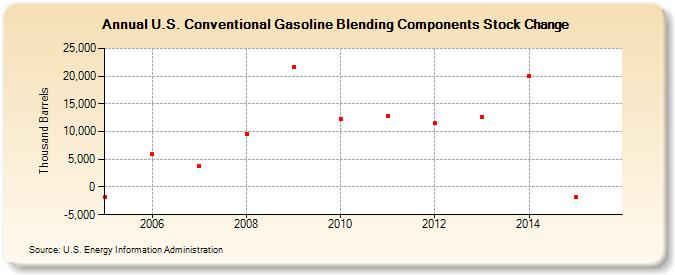 Annual U.S. Conventional Gasoline Blending Components Stock Change
Thousand Barrels
25,000
20,000
15,000
10,000
5,000
0
-5,000
2006 2008 2010 2012 2014
Source: U.S. Energy Information Administration